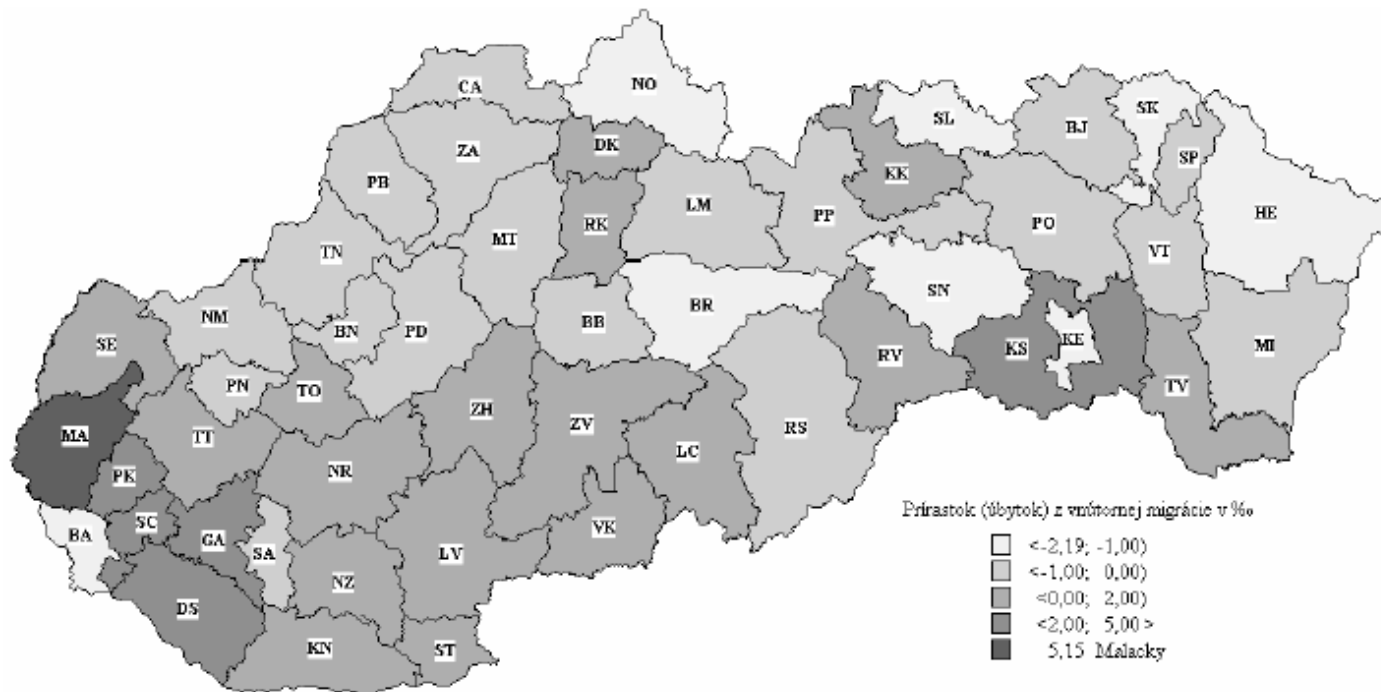 CA
NO
ZA
DK
SL
BJ
SK
SP
PB
KK
HE
LM
RK
PP
PO
MT
TN
VT
SN
BR
NM
BN
PD
BB
SE
RV
KS
KE
MI
PN
TO
TV
ZH
ZV
RS
MA
TT
LC
NR
PK
SC
GA
VK
BA
SA
LV
NZ
DS
KN
ST
Prírastok (úbytok) z vnútornej migrácie v ‰
<-2,19; -1,00)
<-1,00; 0,00)
<0,00; 2,00)
<2,00; 5,00 >
5,15 Malacky